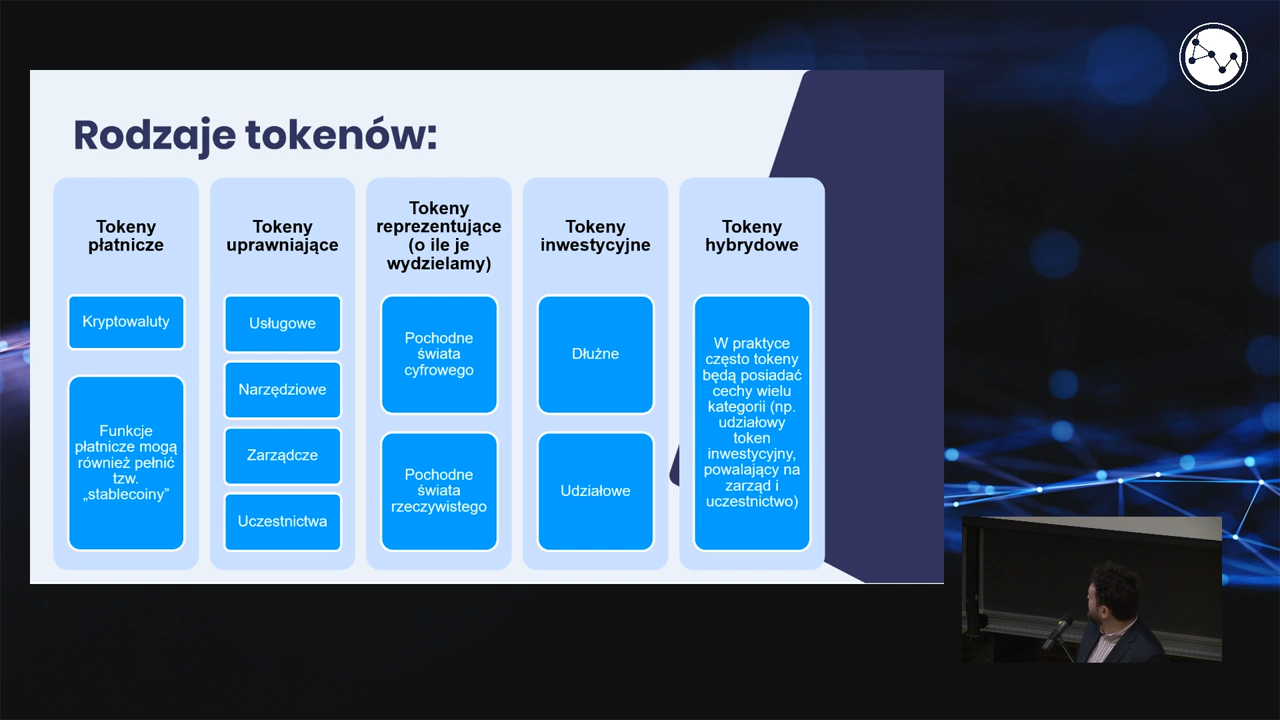 Rodzaje tokenów:
Tokeny
płatnicze
Kryptowaluty
Funkcje
płatnicze mogą
również pełnić
tzw.
„stablecoiny”
Tokeny
uprawniające
Usługowe
Narzędziowe
Zarządcze
Uczestnictwa
Tokeny
reprezentujące
(o ile je
wydzielamy)
Pochodne
świata
cyfrowego
Pochodne
świata
rzeczywistego
Tokeny
inwestycyjne
Dłużne
Udziałowe
Tokeny
hybrydowe
W praktyce
często tokeny
będą posiadać
cechy wielu
kategorii (np.
udziałowy
token
inwestycyjny,
powalający na
zarząd i
uczestnictwo)